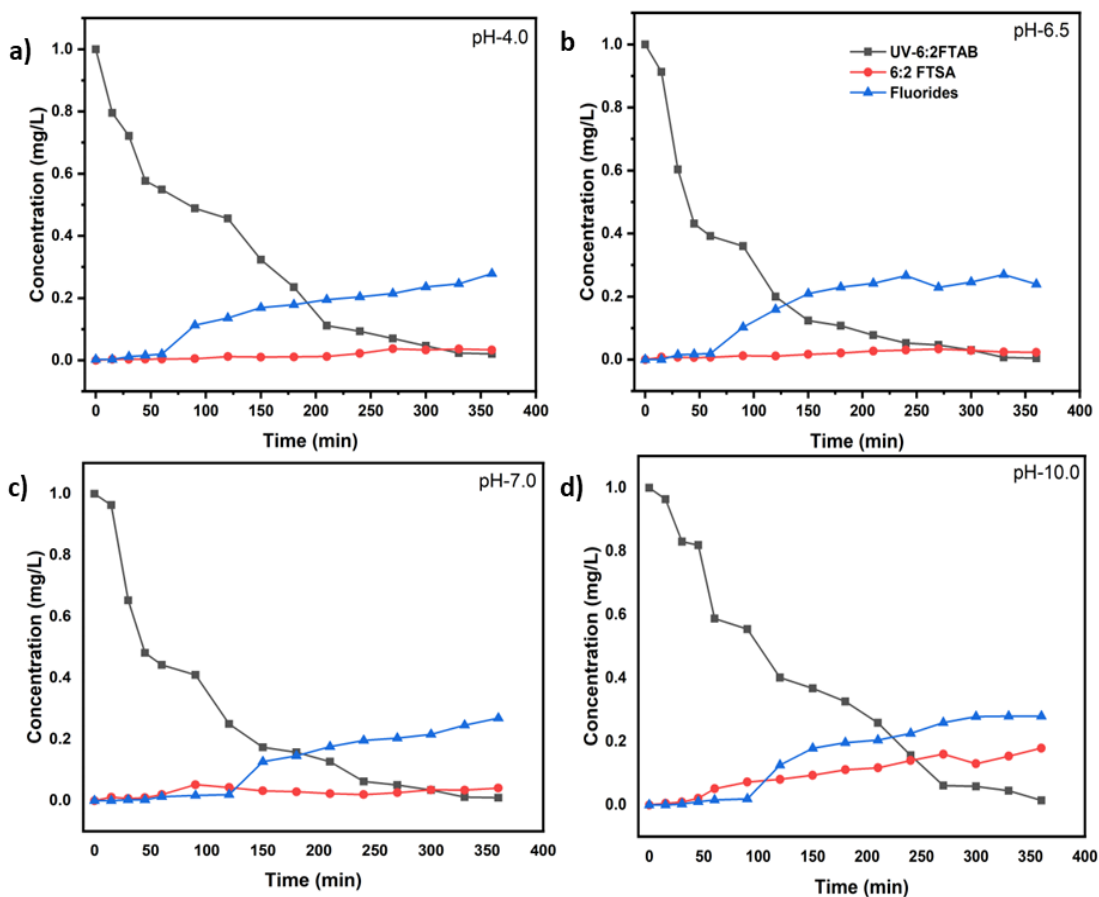 a)
pH-4.0
1.0
0.8
0.6
0.4
0.2
0.0
Concentration (mg/L)
0 50 100 150 200 250 300 350 400
Time (min)
b
pH-6.5
UV-6:2FTAB
6:2 FTSA
Fluorides
1.0
0.8
0.6
0.4
0.2
0.0
Concentration (mg/L)
0 50 100 150 200 250 300 350 400
Time (min)
c)
pH-7.0
1.0
0.8
0.6
0.4
0.2
0.0
Concentration (mg/L)
0 50 100 150 200 250 300 350 400
Time (min)
d)
pH-10.0
1.0
0.8
0.6
0.4
0.2
0.0
Concentration (mg/L)
0 50 100 150 200 250 300 350 400
Time (min)